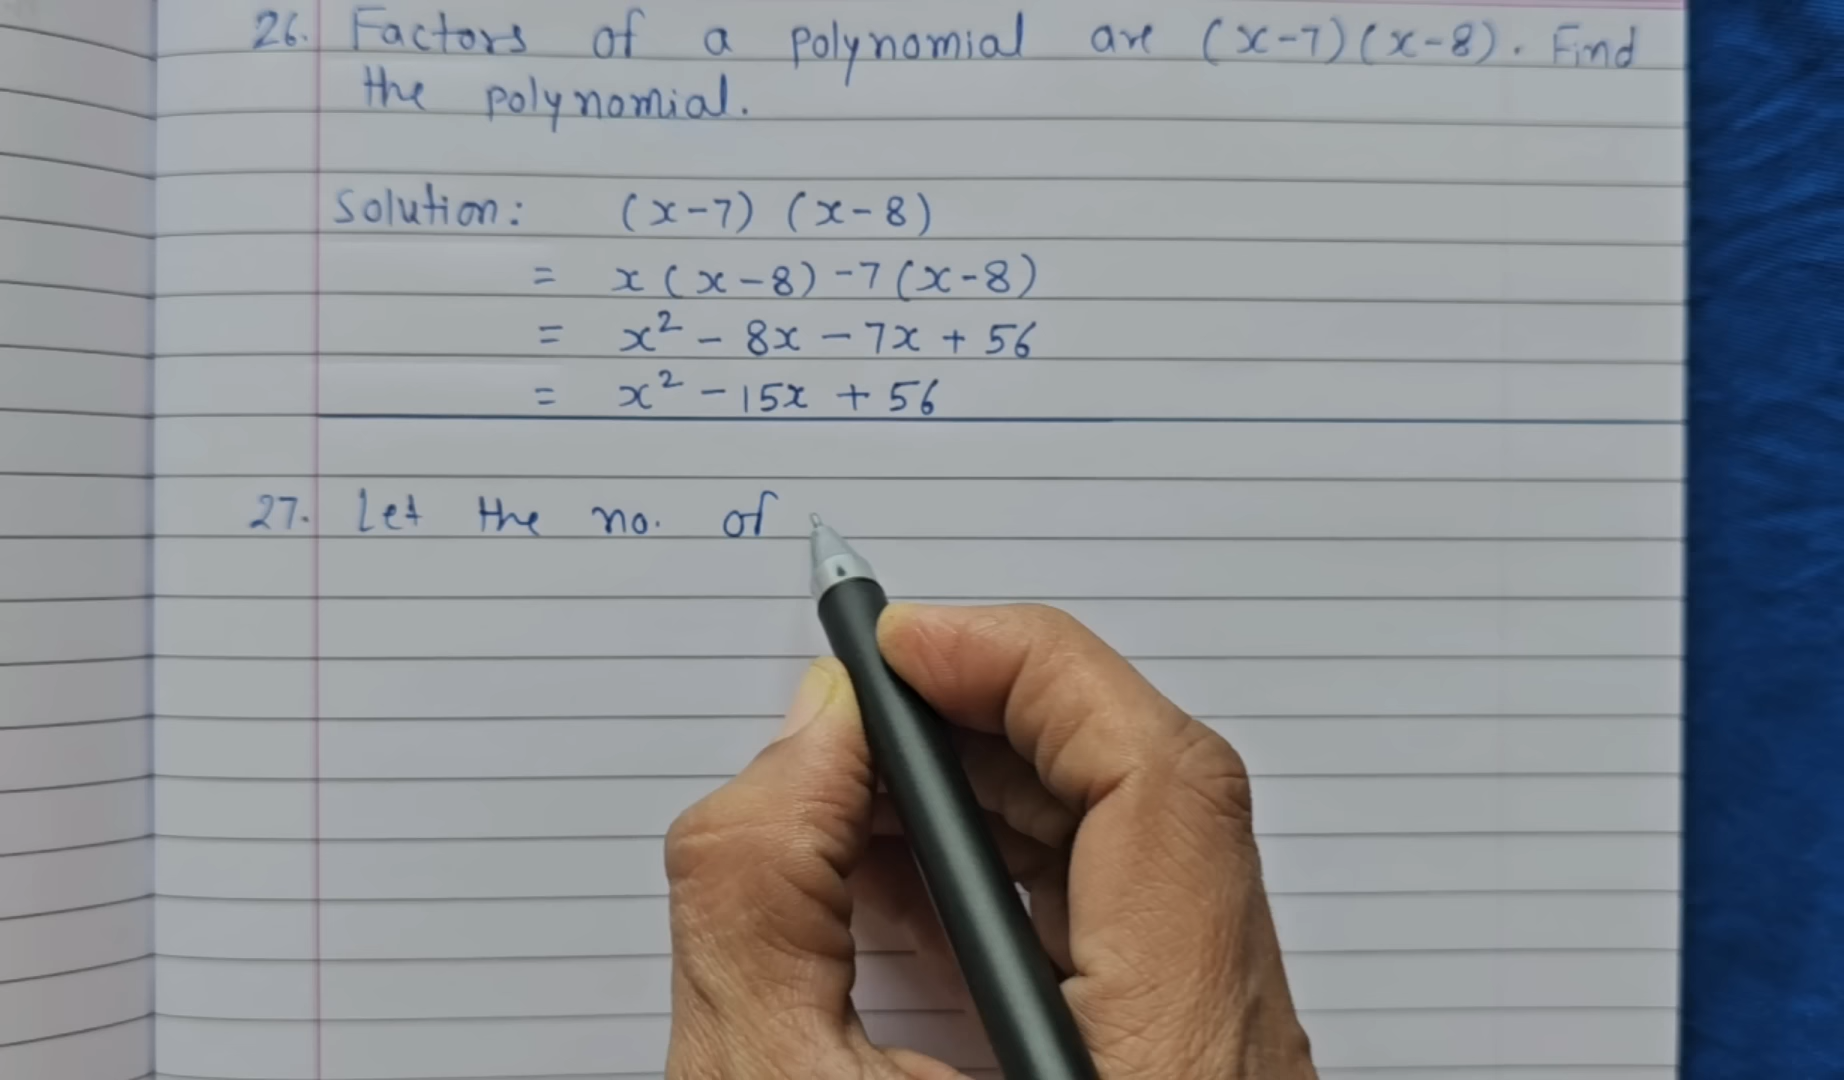 26. Factors of a polynomial are (x-7)(x-8). Find
the polynomial.
Solution: (x-7) (x-8)
= x(x-8) -7(x-8)
= x² - 8x - 7x + 56
= x² - 15x + 56
27. Let the no. of